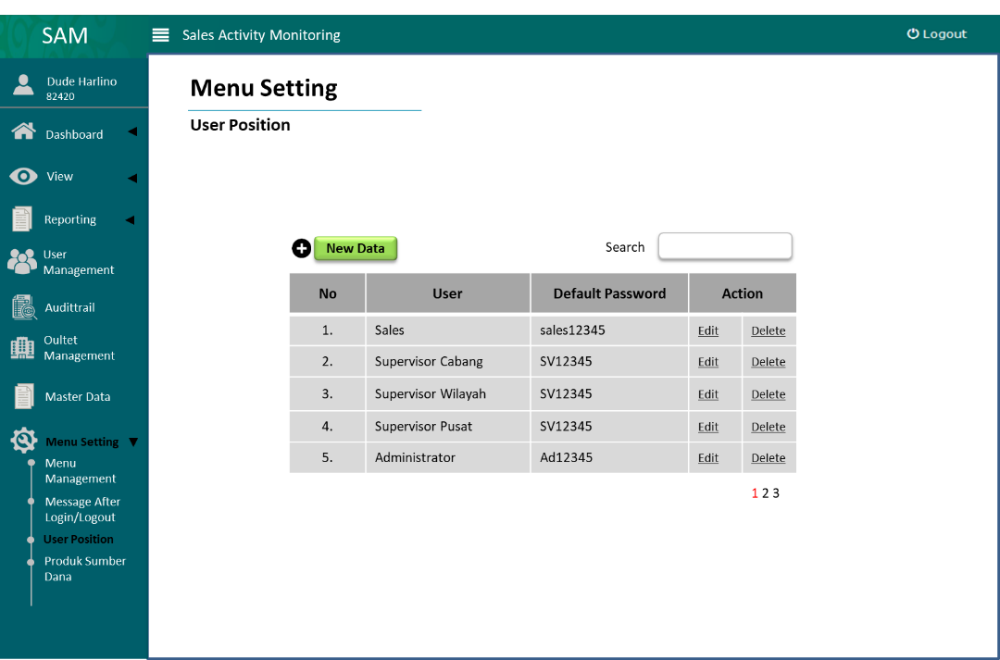 SAM
Sales Activity Monitoring
Logout
Dude Harlino
82420
Dashboard
View
Reporting
User
Management
Audittrail
Oultet
Management
Master Data
Menu Setting
Menu
Management
Message After
Login/Logout
User Position
Produk Sumber
Dana
Menu Setting
User Position
New Data
Search
No User Default Password Action
1. Sales sales12345 Edit Delete
2. Supervisor Cabang SV12345 Edit Delete
3. Supervisor Wilayah SV12345 Edit Delete
4. Supervisor Pusat SV12345 Edit Delete
5. Administrator Ad12345 Edit Delete
1 2 3